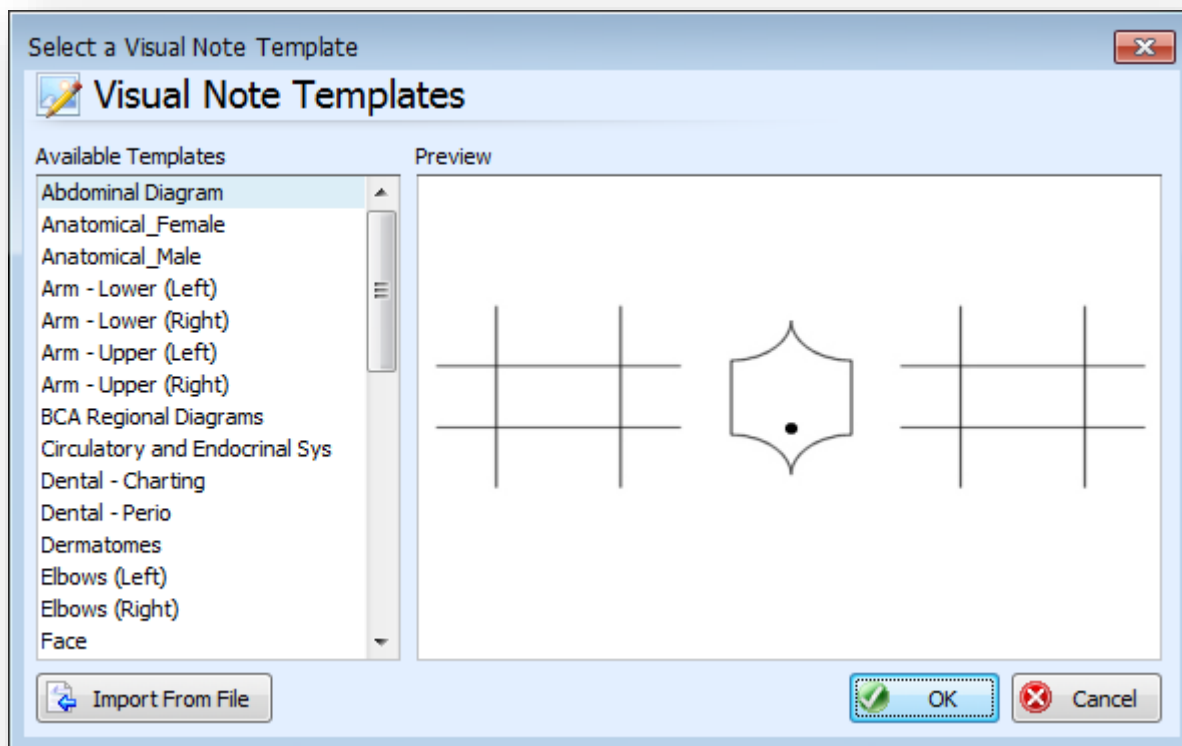 Select a Visual Note Template
Visual Note Templates
Available Templates
Preview
Abdominal Diagram
Anatomical_Female
Anatomical_Male
Arm - Lower (Left)
Arm - Lower (Right)
Arm - Upper (Left)
Arm - Upper (Right)
BCA Regional Diagrams
Circulatory and Endocrinal Sys
Dental - Charting
Dental - Perio
Dermatomes
Elbows (Left)
Elbows (Right)
Face
Import From File
OK
Cancel